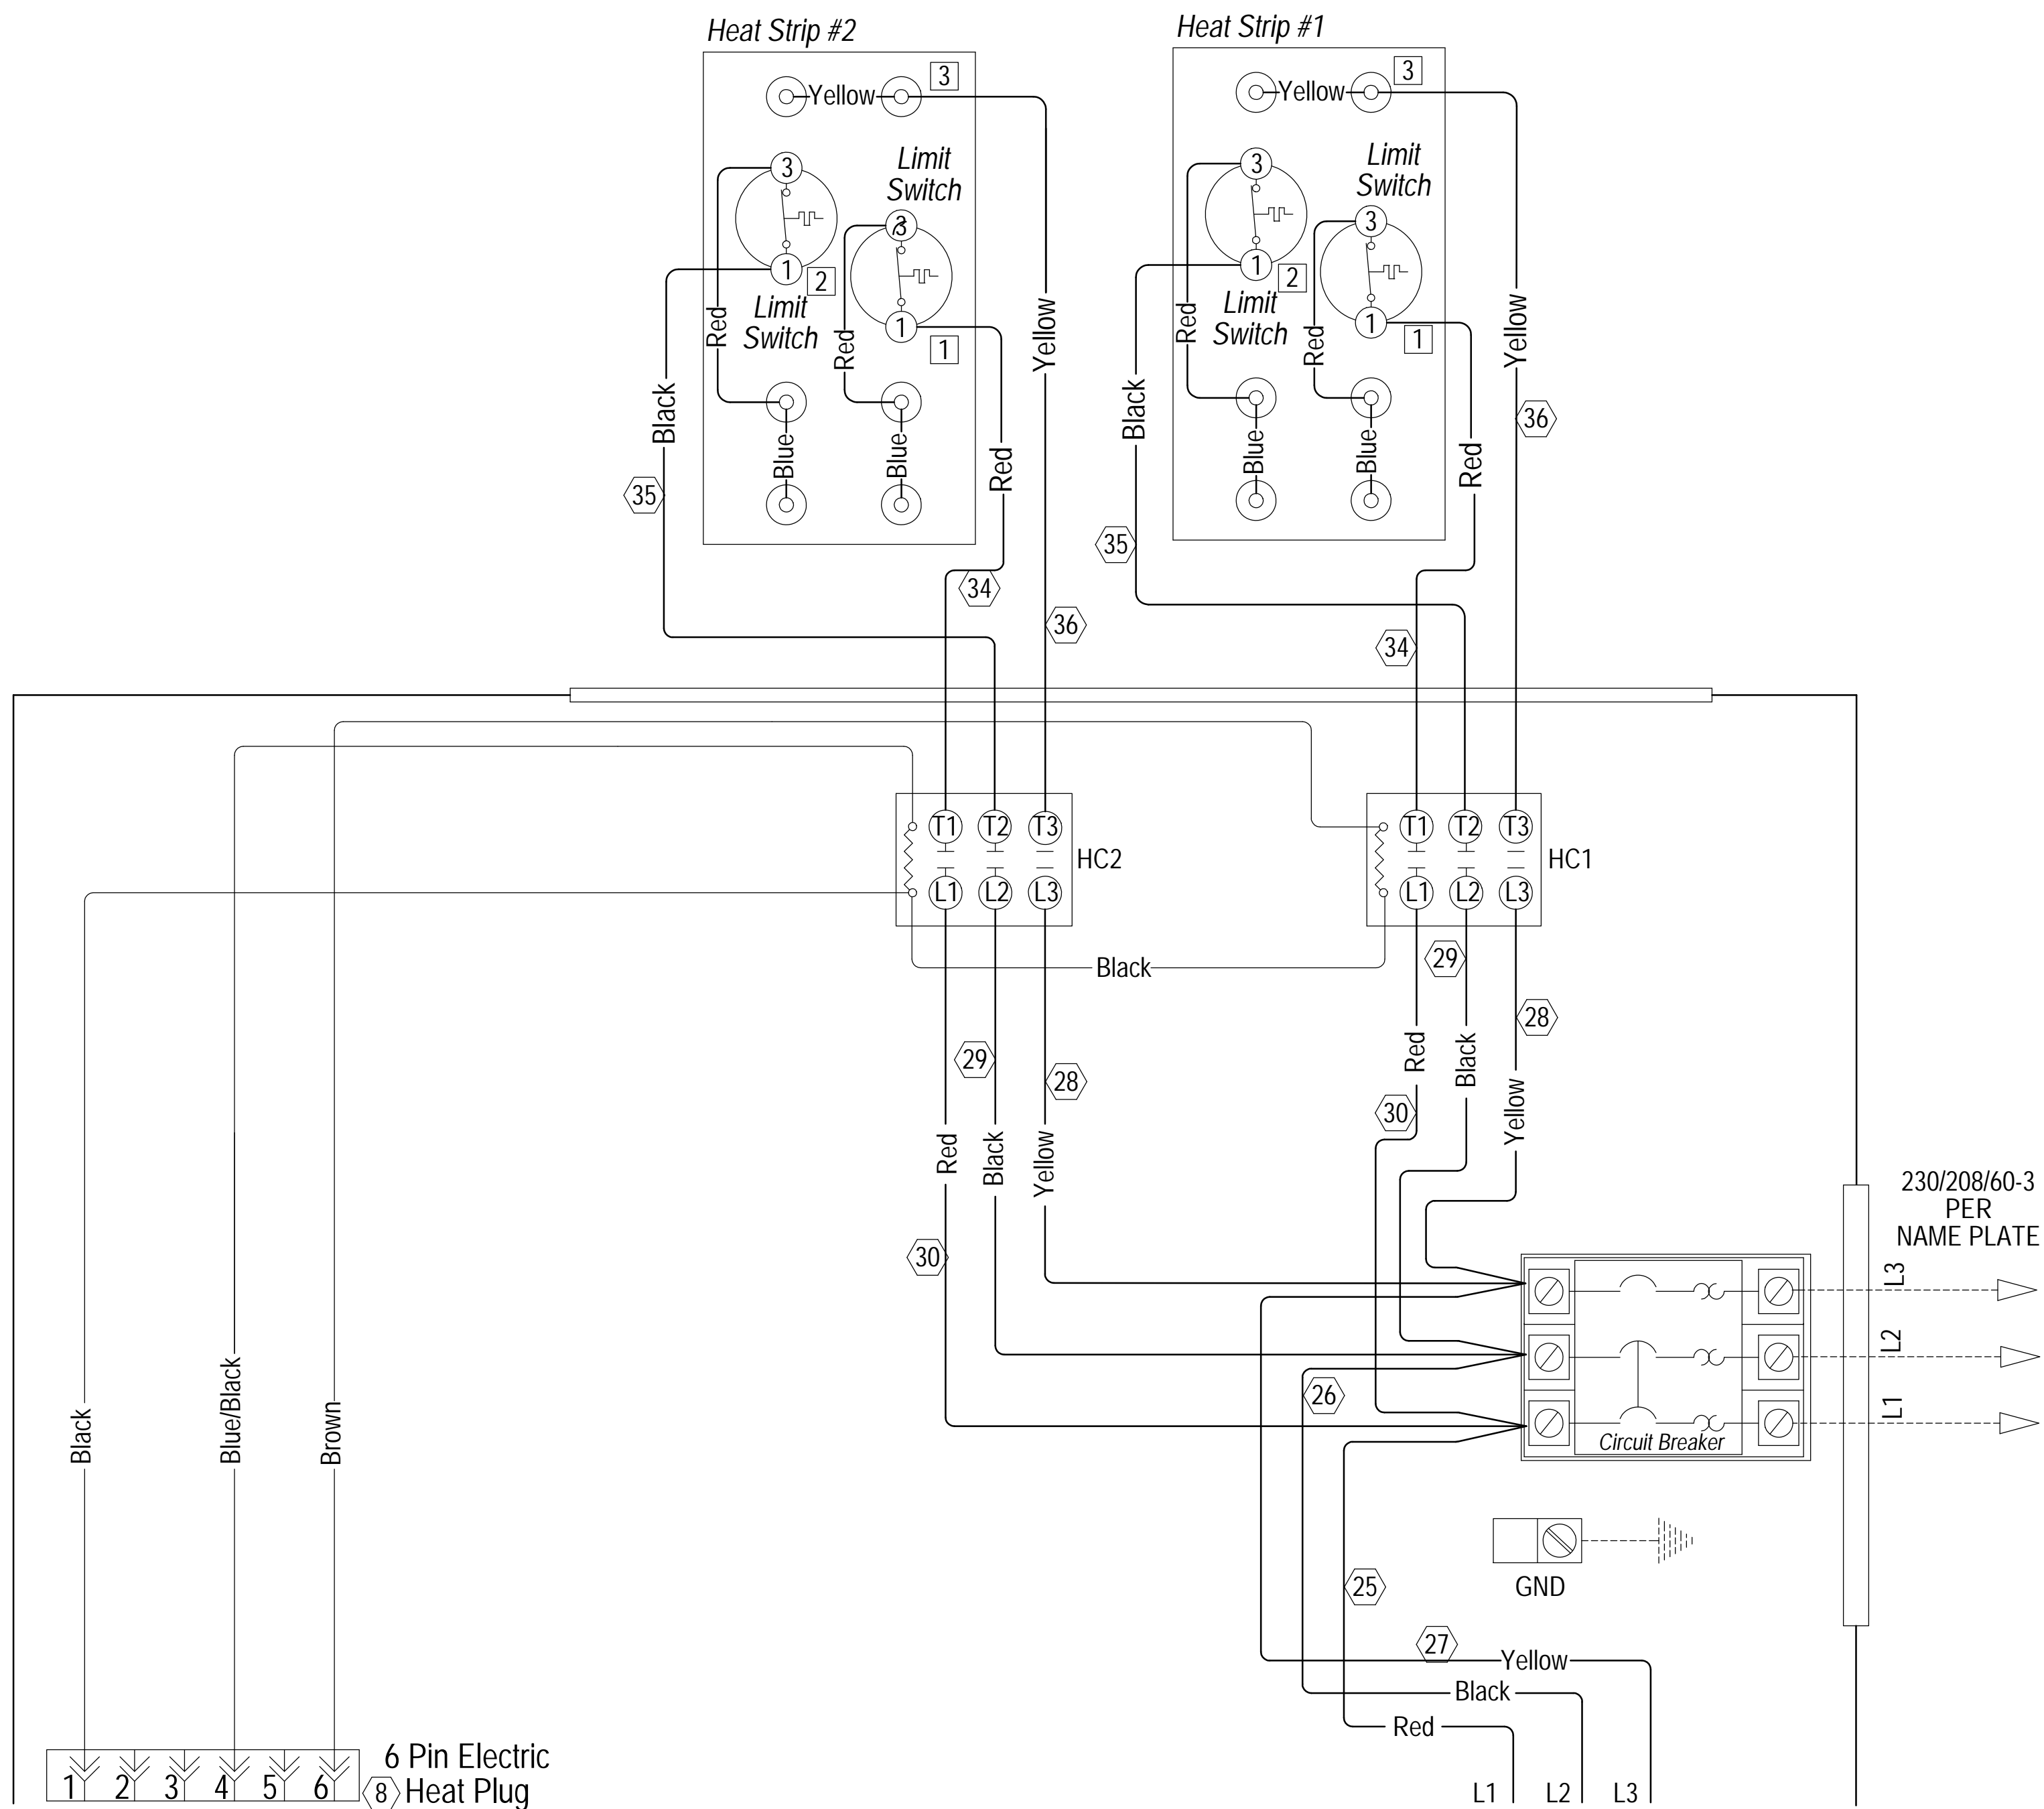 Heat Strip #2
Heat Strip #1
3
Yellow
3
Yellow
3
Limit
Switch
3
1
2
Limit
Switch
1
1
Red
Red
Black
Blue
Blue
Red
Yellow
3
Limit
Switch
3
1
2
Limit
Switch
1
1
Red
Red
Black
Blue
Blue
Red
Yellow
36
35
35
34
36
34
T1 T2 T3
HC2
L1 L2 L3
T1 T2 T3
HC1
L1 L2 L3
Black
29
28
29
28
30
Red
Black
Yellow
Red
Black
Yellow
30
230/208/60-3
PER
NAME PLATE
L3
L2
L1
Circuit Breaker
26
25
GND
27
Yellow
Black
Red
L1 L2 L3
Black
Blue/Black
Brown
1 2 3 4 5 6
6 Pin Electric
8 Heat Plug